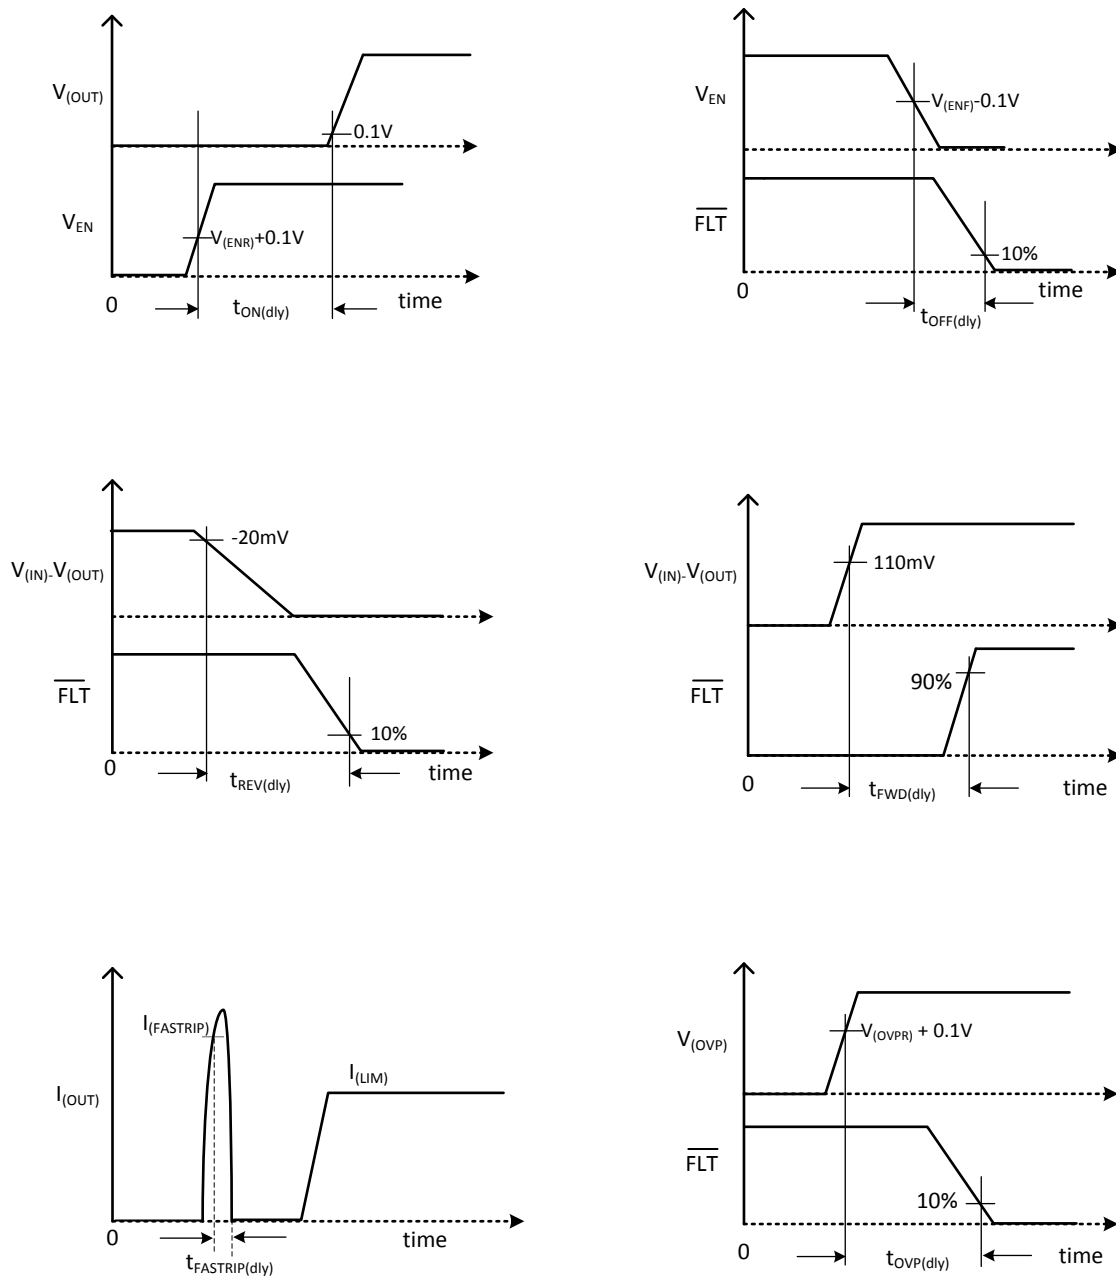 V(OUT)
0.1V
VEN
V(ENR)+0.1V
0
tON(dly)
time
VEN
V(ENF)-0.1V
FLT
10%
0
tOFF(dly)
time
V(IN)-V(OUT)
-20mV
FLT
10%
0
tREV(dly)
time
V(IN)-V(OUT)
110mV
FLT
90%
0
tFWD(dly)
time
I(FASTRIP)
I(OUT)
I(LIM)
0
tFASTRIP(dly)
time
V(OVP)
V(OVPR) + 0.1V
FLT
10%
0
tOVP(dly)
time